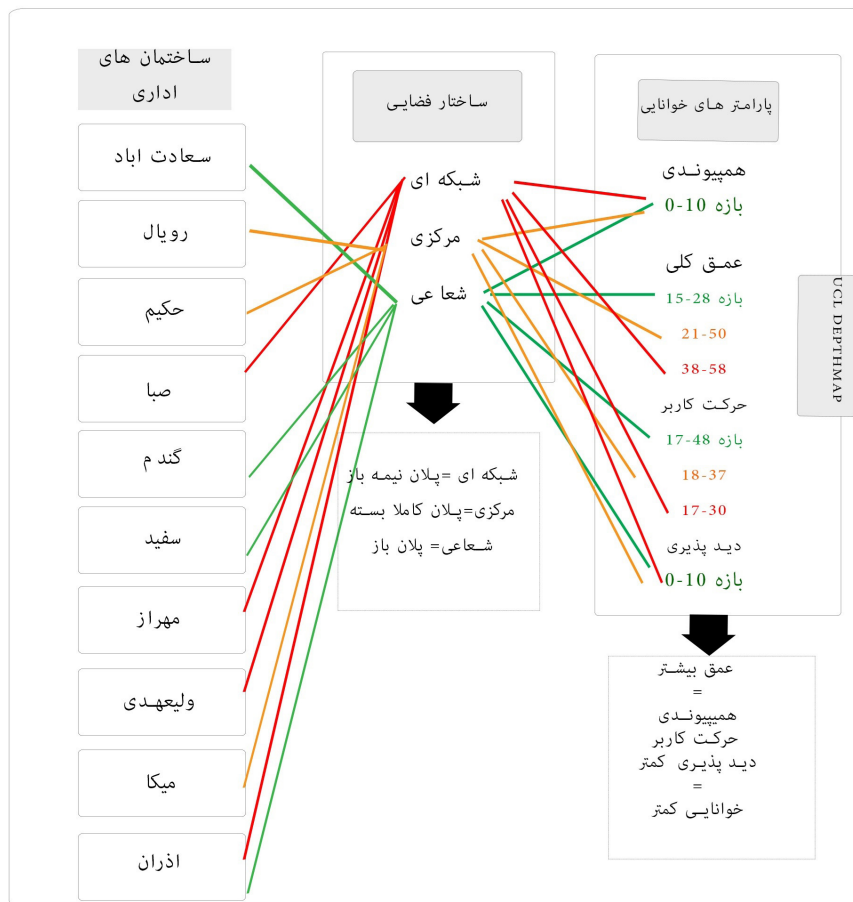 ساختمان های
اداری
سعادت اباد
رویال
حکیم
صبا
گندم
سفید
مهراز
ولیعهدی
میکا
اذران
ساختار فضایی
شبکه ای
مرکزی
شعاعی
شبکه ای =پلان نیمه باز
مرکزی=پلان کاملا بسته
شعاعی= پلان باز
پارامتر های خوانایی
همپیوندی
بازه 10-0
عمق کلی
بازه 28-15
21-50
38-58
حرکت کاربر
بازه 48-17
18-37
17-30
دید پذیری
بازه 10-0
UCL DEPTHMAP
عمق بیشتر
=
همپیوندی
حرکت کاربر
دید پذیری کمتر
=
خوانایی کمتر